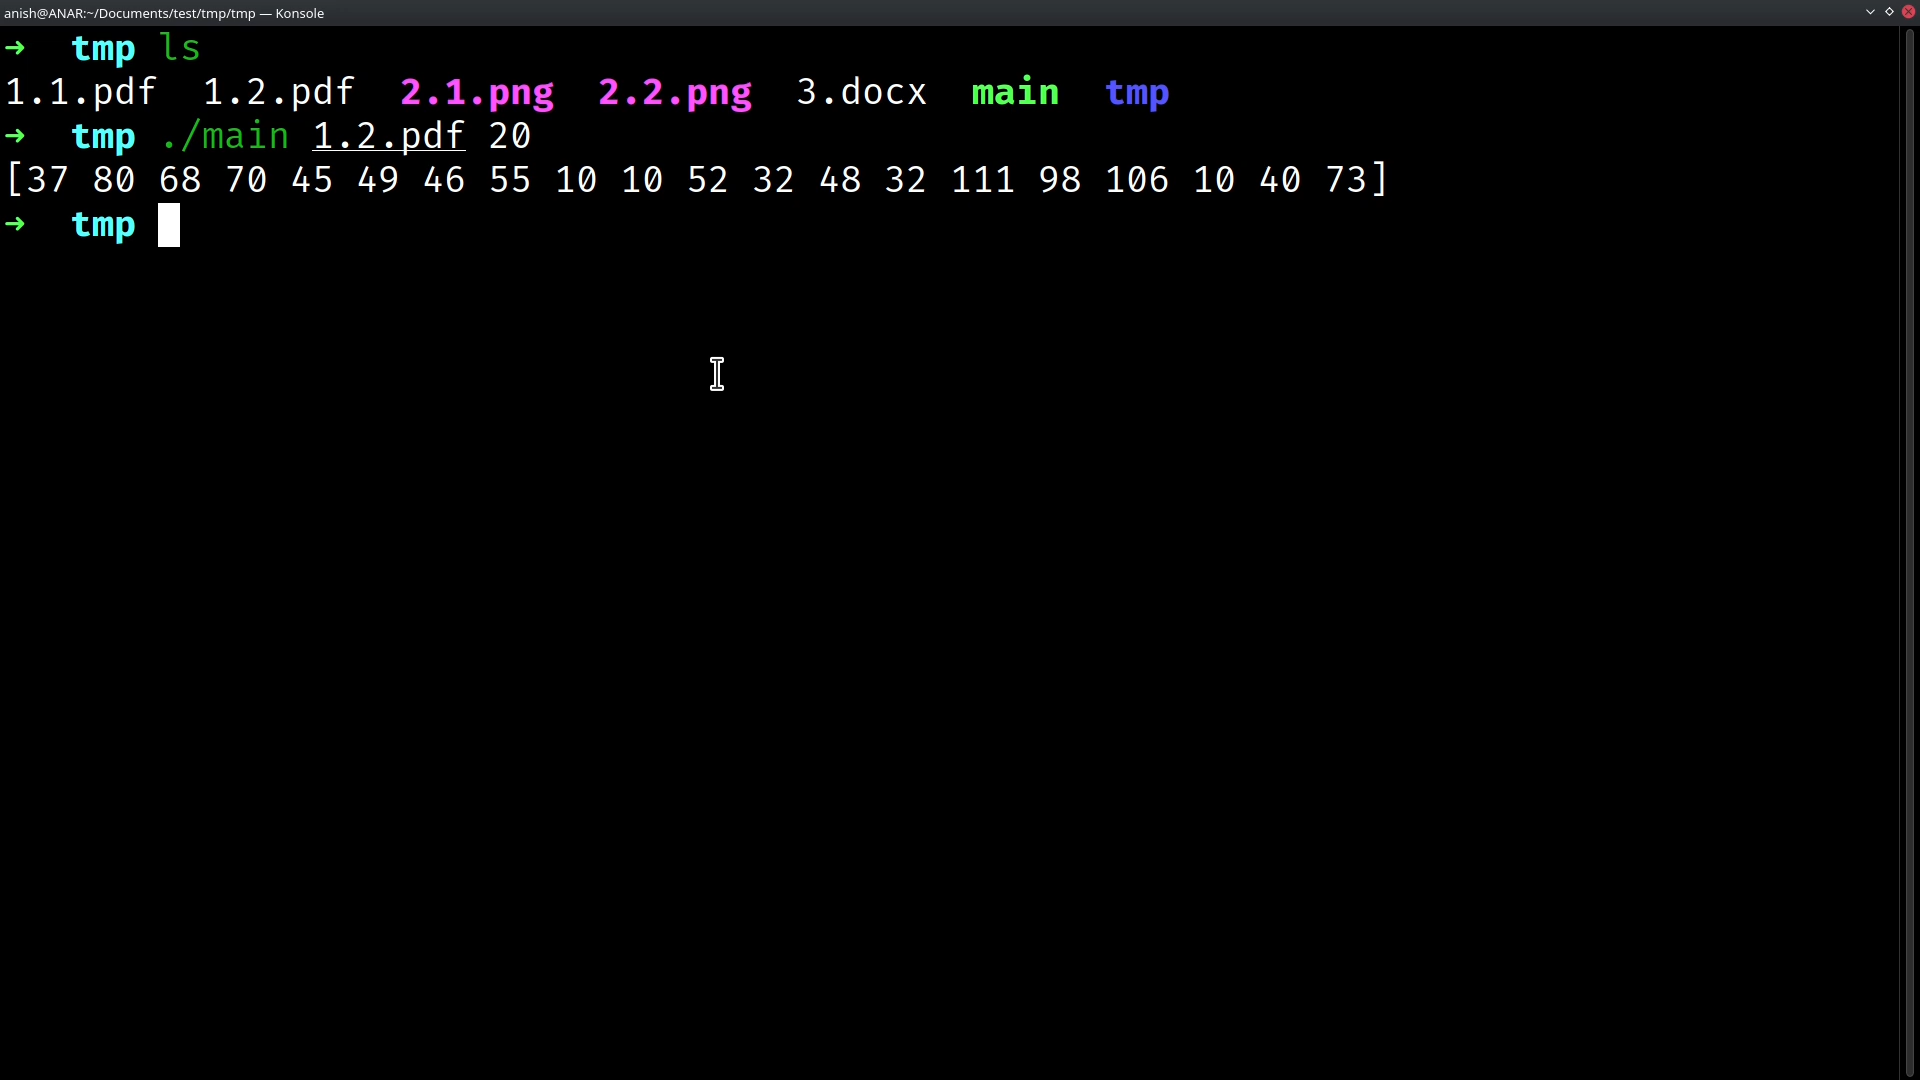 anish@ANAR:~/Documents/test/tmp/tmp — Konsole
➜ tmp ls
1.1.pdf 1.2.pdf 2.1.png 2.2.png 3.docx main tmp
➜ tmp ./main 1.2.pdf 20
[37 80 68 70 45 49 46 55 10 10 52 32 48 32 111 98 106 10 40 73]
➜ tmp